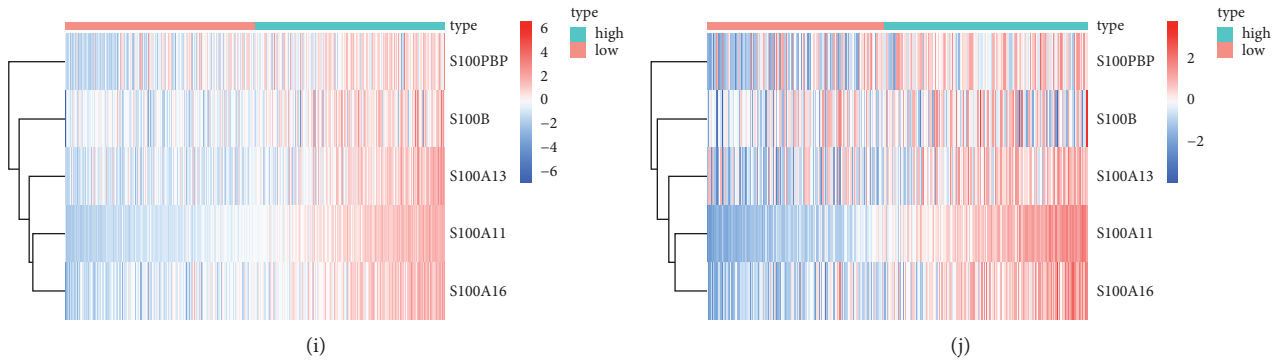 type
type
high
low
S100PBP
S100B
S100A13
S100A11
S100A16
6
4
2
0
−2
−4
−6
(i)
type
type
high
low
S100PBP
S100B
S100A13
S100A11
S100A16
2
0
−2
(j)